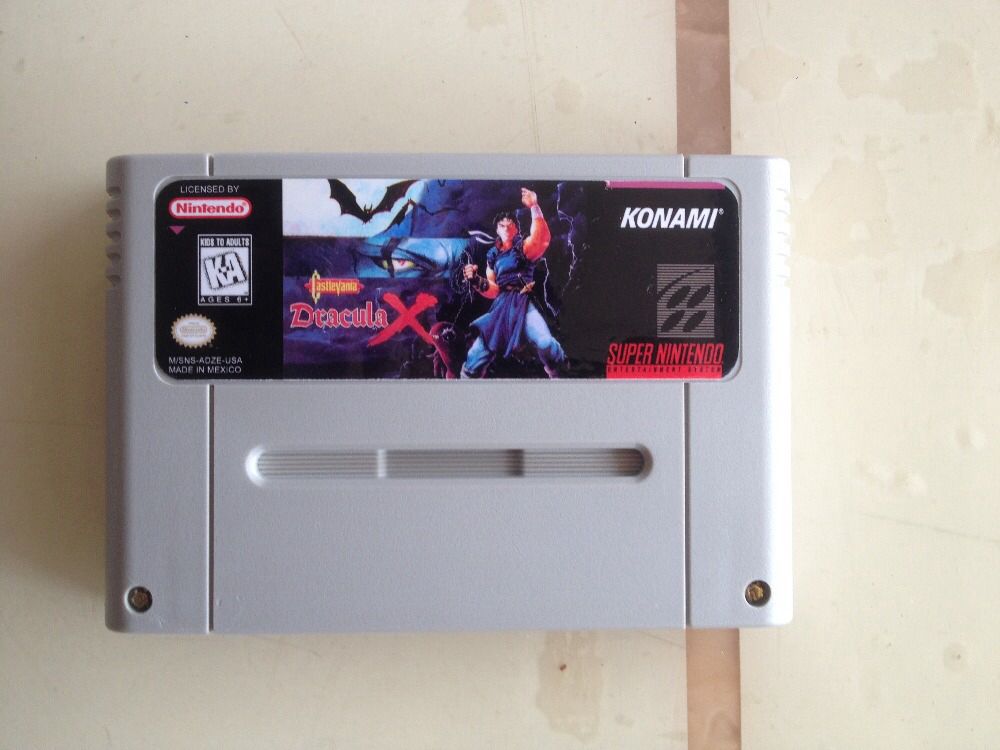 LICENSED BY
Nintendo®
KIDS TO ADULTS
K-A
AGES 6+
M/SNS-ADZE-USA
MADE IN MEXICO
Castlevania
Dracula X
KONAMI®
SUPER NINTENDO
ENTERTAINMENT SYSTEM